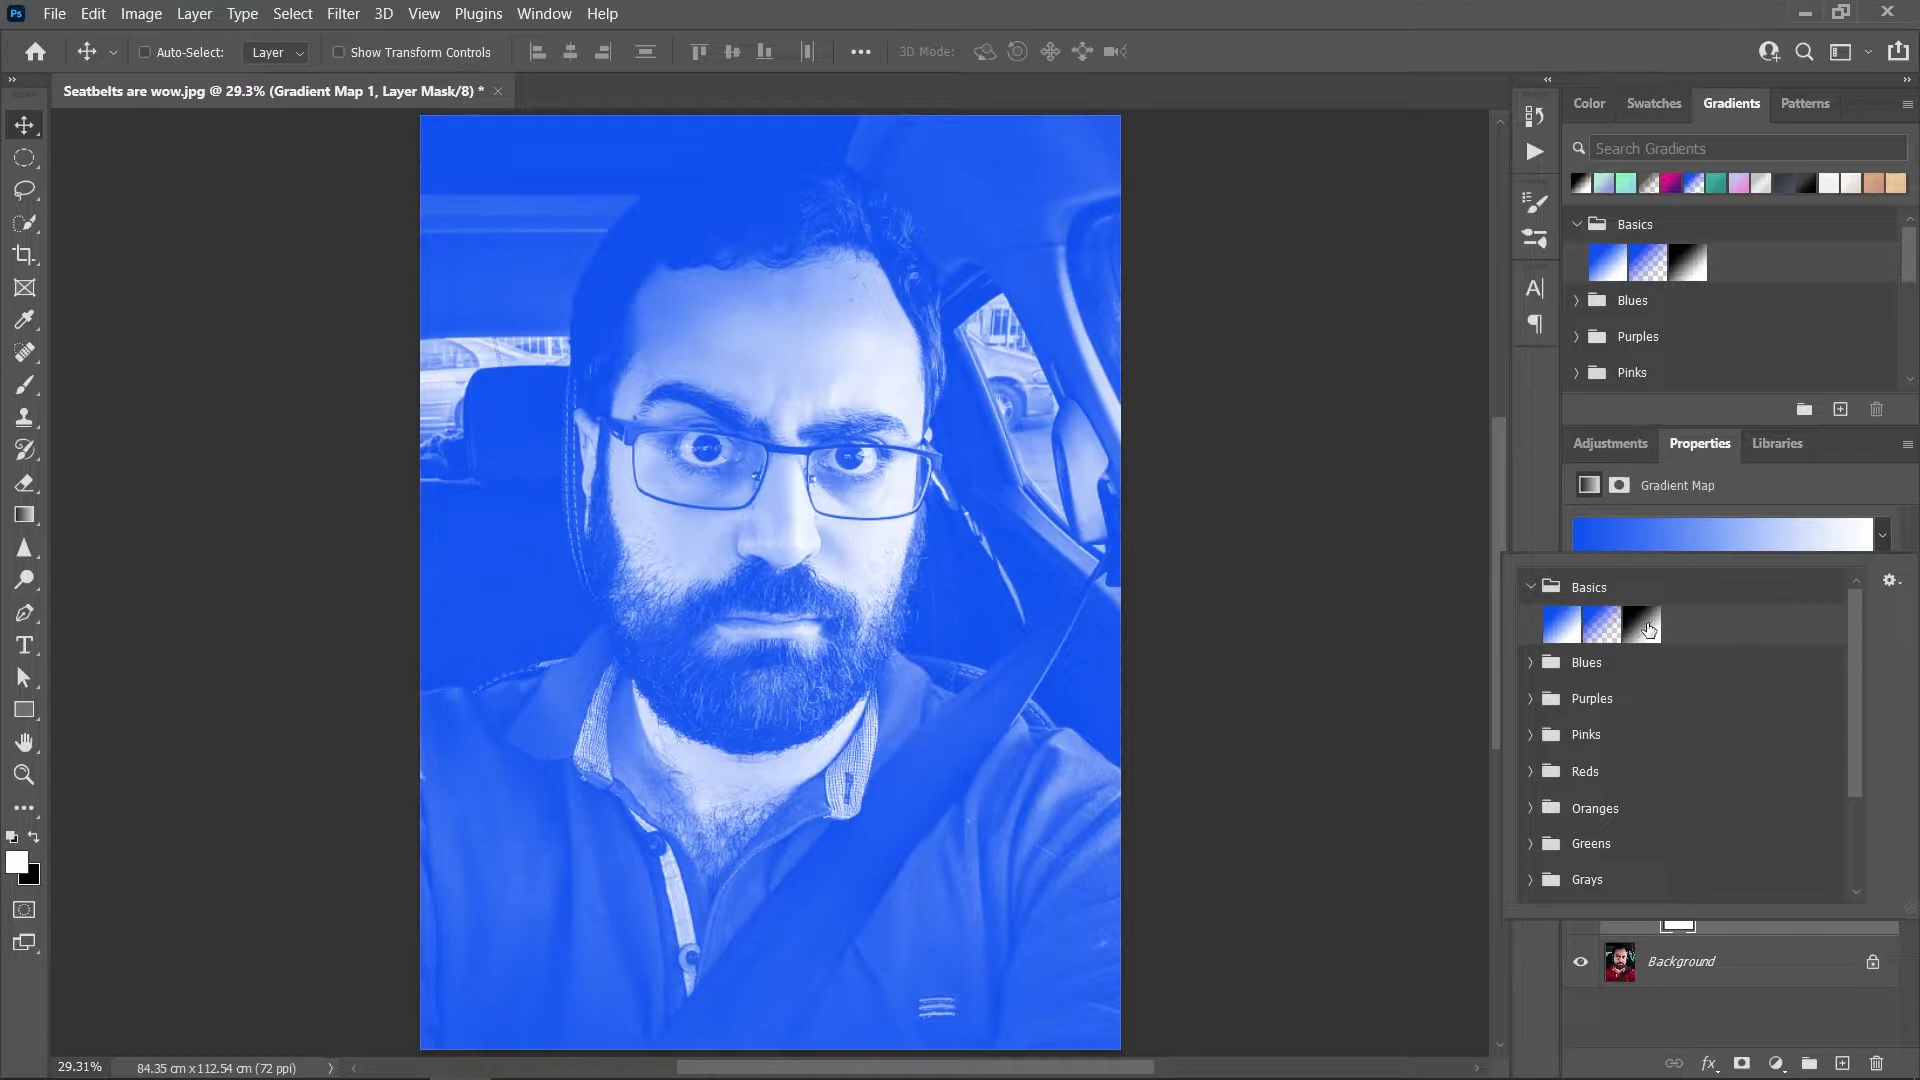 Ps File Edit Image Layer Type Select Filter 3D View Plugins Window Help
Auto-Select: Layer Show Transform Controls 3D Mode:
Seatbelts are wow.jpg @ 29.3% (Gradient Map 1, Layer Mask/8) *
Color Swatches Gradients Patterns
Search Gradients
Basics
Blues
Purples
Pinks
Adjustments Properties Libraries
Gradient Map
Basics
Blues
Purples
Pinks
Reds
Oranges
Greens
Grays
Background
29.31% 84.35 cm x 112.54 cm (72 ppi)
fx